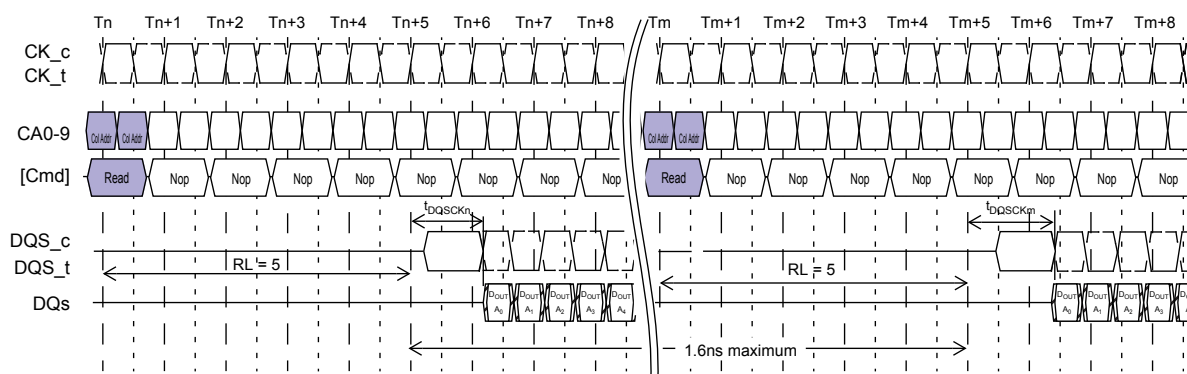 Tn Tn+1 Tn+2 Tn+3 Tn+4 Tn+5 Tn+6 Tn+7 Tn+8 Tm Tm+1 Tm+2 Tm+3 Tm+4 Tm+5 Tm+6 Tm+7 Tm+8
CK_c
CK_t
CA0-9 Col Addr Col Addr Col Addr Col Addr
[Cmd] Read Nop Nop Nop Nop Nop Nop Nop Nop Read Nop Nop Nop Nop Nop Nop Nop Nop
tDQSCKn tDQSCKm
DQS_c
DQS_t RL = 5 RL = 5
DQs DOUT A0 DOUT A1 DOUT A2 DOUT A3 DOUT A4 DOUT A0 DOUT A1 DOUT A2 DOUT A3
1.6ns maximum